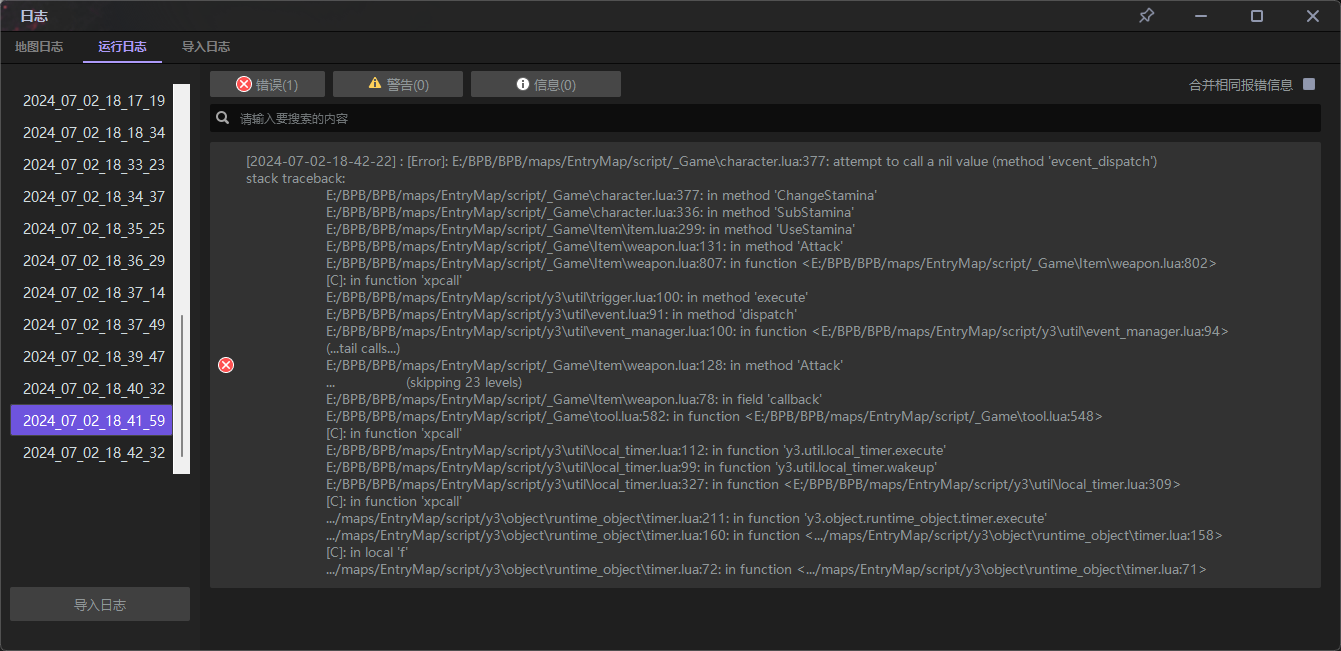 日志
地图日志 运行日志 导入日志
2024_07_02_18_17_19
2024_07_02_18_18_34
2024_07_02_18_33_23
2024_07_02_18_34_37
2024_07_02_18_35_25
2024_07_02_18_36_29
2024_07_02_18_37_14
2024_07_02_18_37_49
2024_07_02_18_39_47
2024_07_02_18_40_32
2024_07_02_18_41_59
2024_07_02_18_42_32
导入日志
错误(1) 警告(0) 信息(0) 合并相同报错信息
请输入要搜索的内容
[2024-07-02-18-42-22] : [Error]: E:/BPB/BPB/maps/EntryMap/script/_Game\character.lua:377: attempt to call a nil value (method 'evcent_dispatch')
stack traceback:
E:/BPB/BPB/maps/EntryMap/script/_Game\character.lua:377: in method 'ChangeStamina'
E:/BPB/BPB/maps/EntryMap/script/_Game\character.lua:336: in method 'SubStamina'
E:/BPB/BPB/maps/EntryMap/script/_Game\Item\item.lua:299: in method 'UseStamina'
E:/BPB/BPB/maps/EntryMap/script/_Game\Item\weapon.lua:131: in method 'Attack'
E:/BPB/BPB/maps/EntryMap/script/_Game\Item\weapon.lua:807: in function <E:/BPB/BPB/maps/EntryMap/script/_Game\Item\weapon.lua:802>
[C]: in function 'xpcall'
E:/BPB/BPB/maps/EntryMap/script/y3\util\trigger.lua:100: in method 'execute'
E:/BPB/BPB/maps/EntryMap/script/y3\util\event.lua:91: in method 'dispatch'
E:/BPB/BPB/maps/EntryMap/script/y3\util\event_manager.lua:100: in function <E:/BPB/BPB/maps/EntryMap/script/y3\util\event_manager.lua:94>
(...tail calls...)
E:/BPB/BPB/maps/EntryMap/script/_Game\Item\weapon.lua:128: in method 'Attack'
... (skipping 23 levels)
E:/BPB/BPB/maps/EntryMap/script/_Game\Item\weapon.lua:78: in field 'callback'
E:/BPB/BPB/maps/EntryMap/script/_Game\tool.lua:582: in function <E:/BPB/BPB/maps/EntryMap/script/_Game\tool.lua:548>
[C]: in function 'xpcall'
E:/BPB/BPB/maps/EntryMap/script/y3\util\local_timer.lua:112: in function 'y3.util.local_timer.execute'
E:/BPB/BPB/maps/EntryMap/script/y3\util\local_timer.lua:99: in function 'y3.util.local_timer.wakeup'
E:/BPB/BPB/maps/EntryMap/script/y3\util\local_timer.lua:327: in function <E:/BPB/BPB/maps/EntryMap/script/y3\util\local_timer.lua:309>
[C]: in function 'xpcall'
.../maps/EntryMap/script/y3\object\runtime_object\timer.lua:211: in function 'y3.object.runtime_object.timer.execute'
.../maps/EntryMap/script/y3\object\runtime_object\timer.lua:160: in function <.../maps/EntryMap/script/y3\object\runtime_object\timer.lua:158>
[C]: in local 'f'
.../maps/EntryMap/script/y3\object\runtime_object\timer.lua:72: in function <.../maps/EntryMap/script/y3\object\runtime_object\timer.lua:71>